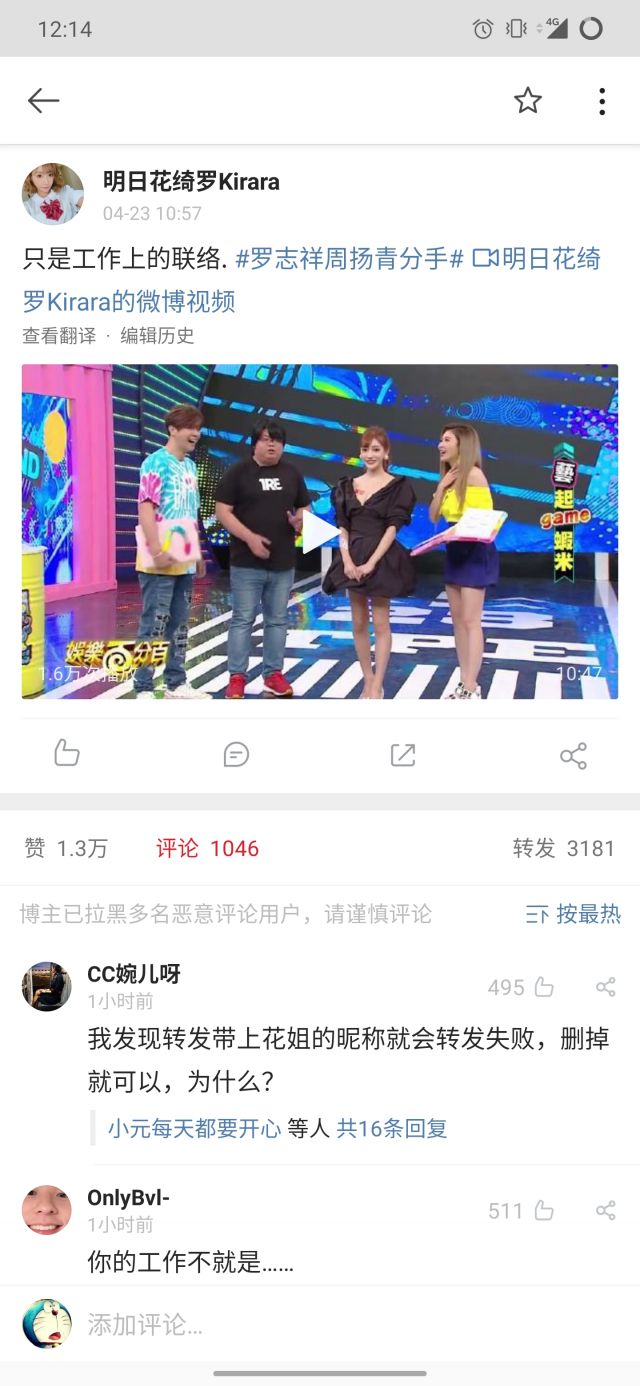 12:14
4G
明日花绮罗Kirara
04-23 10:57
只是工作上的联络. #罗志祥周扬青分手# 明日花绮
罗Kirara的微博视频
查看翻译 · 编辑历史
藝
起
game
蝦
米
TRE
TPE
娛樂百分百
1.6万次播放
10:47
赞 1.3万
评论 1046
转发 3181
博主已拉黑多名恶意评论用户，请谨慎评论
按最热
CC婉儿呀
1小时前
495
我发现转发带上花姐的昵称就会转发失败，删掉
就可以，为什么？
小元每天都要开心 等人 共16条回复
OnlyBvl-
1小时前
511
你的工作不就是......
添加评论...